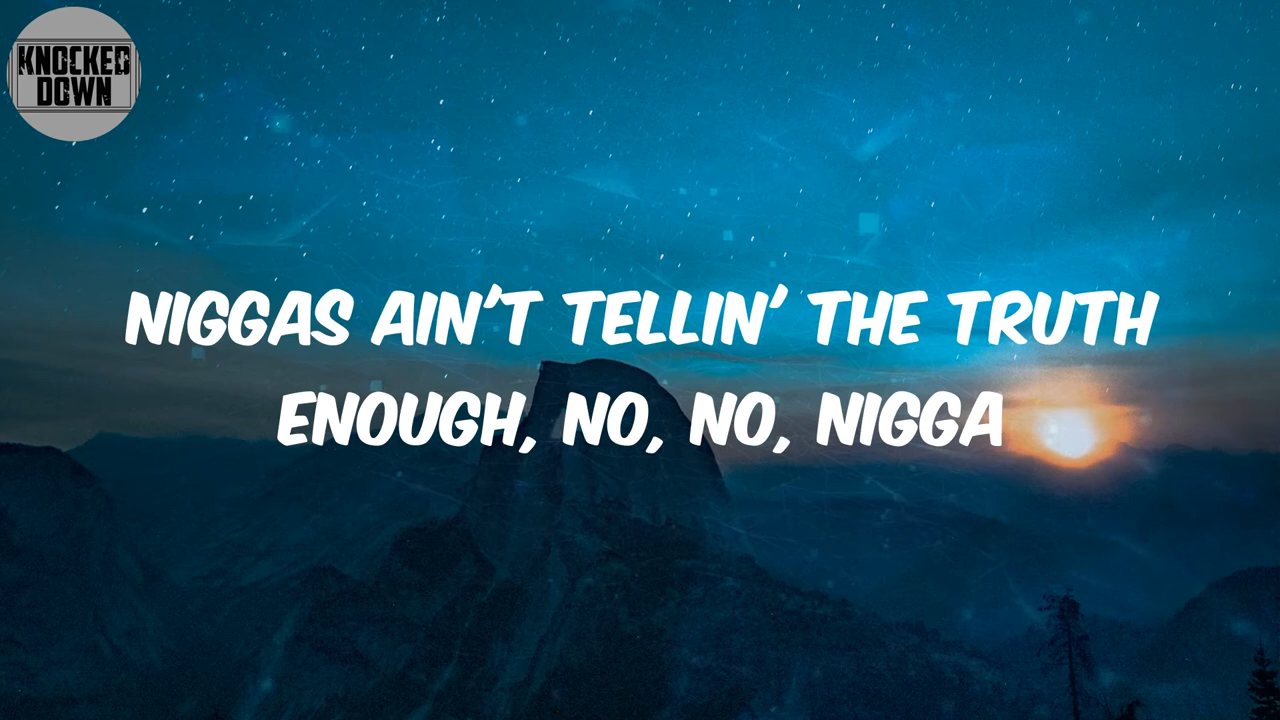 KNOCKED
DOWN
NIGGAS AIN'T TELLIN' THE TRUTH
ENOUGH, NO, NO, NIGGA